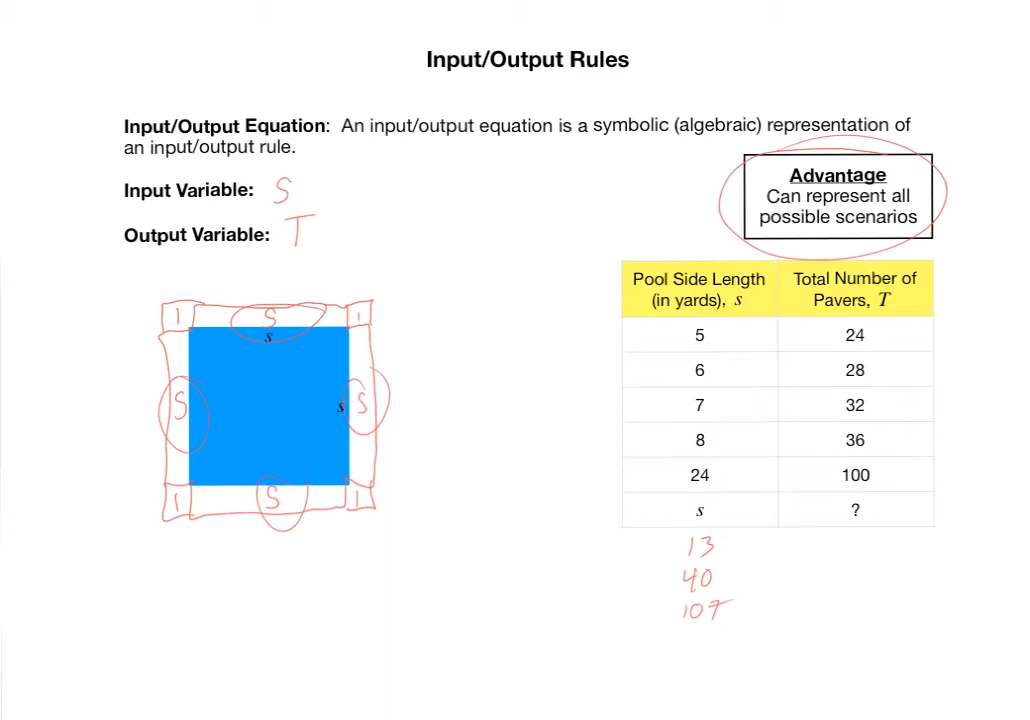 Input/Output Rules
Input/Output Equation: An input/output equation is a symbolic (algebraic) representation of
an input/output rule.
Input Variable: S
Output Variable: T
Advantage
Can represent all
possible scenarios
1 S 1
s
S s S
1 S 1
Pool Side Length
(in yards), s
Total Number of
Pavers, T
5 24
6 28
7 32
8 36
24 100
s ?
13
40
107